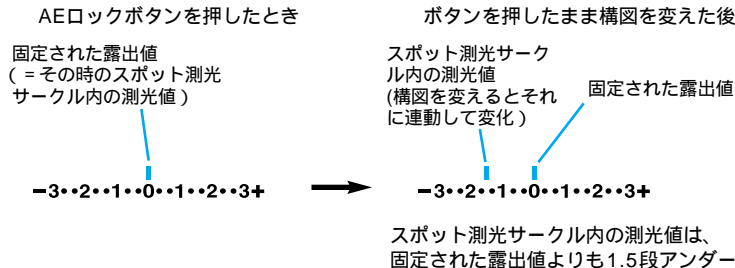 AEロックボタンを押したとき
固定された露出値
(=その時のスポット測光
サークル内の測光値)
−3••2••1••0••1••2••3+
ボタンを押したまま構図を変えた後
スポット測光サーク
ル内の測光値
(構図を変えるとそれ
に連動して変化)
固定された露出値
−3••2••1••0••1••2••3+
スポット測光サークル内の測光値は、
固定された露出値よりも1.5段アンダー